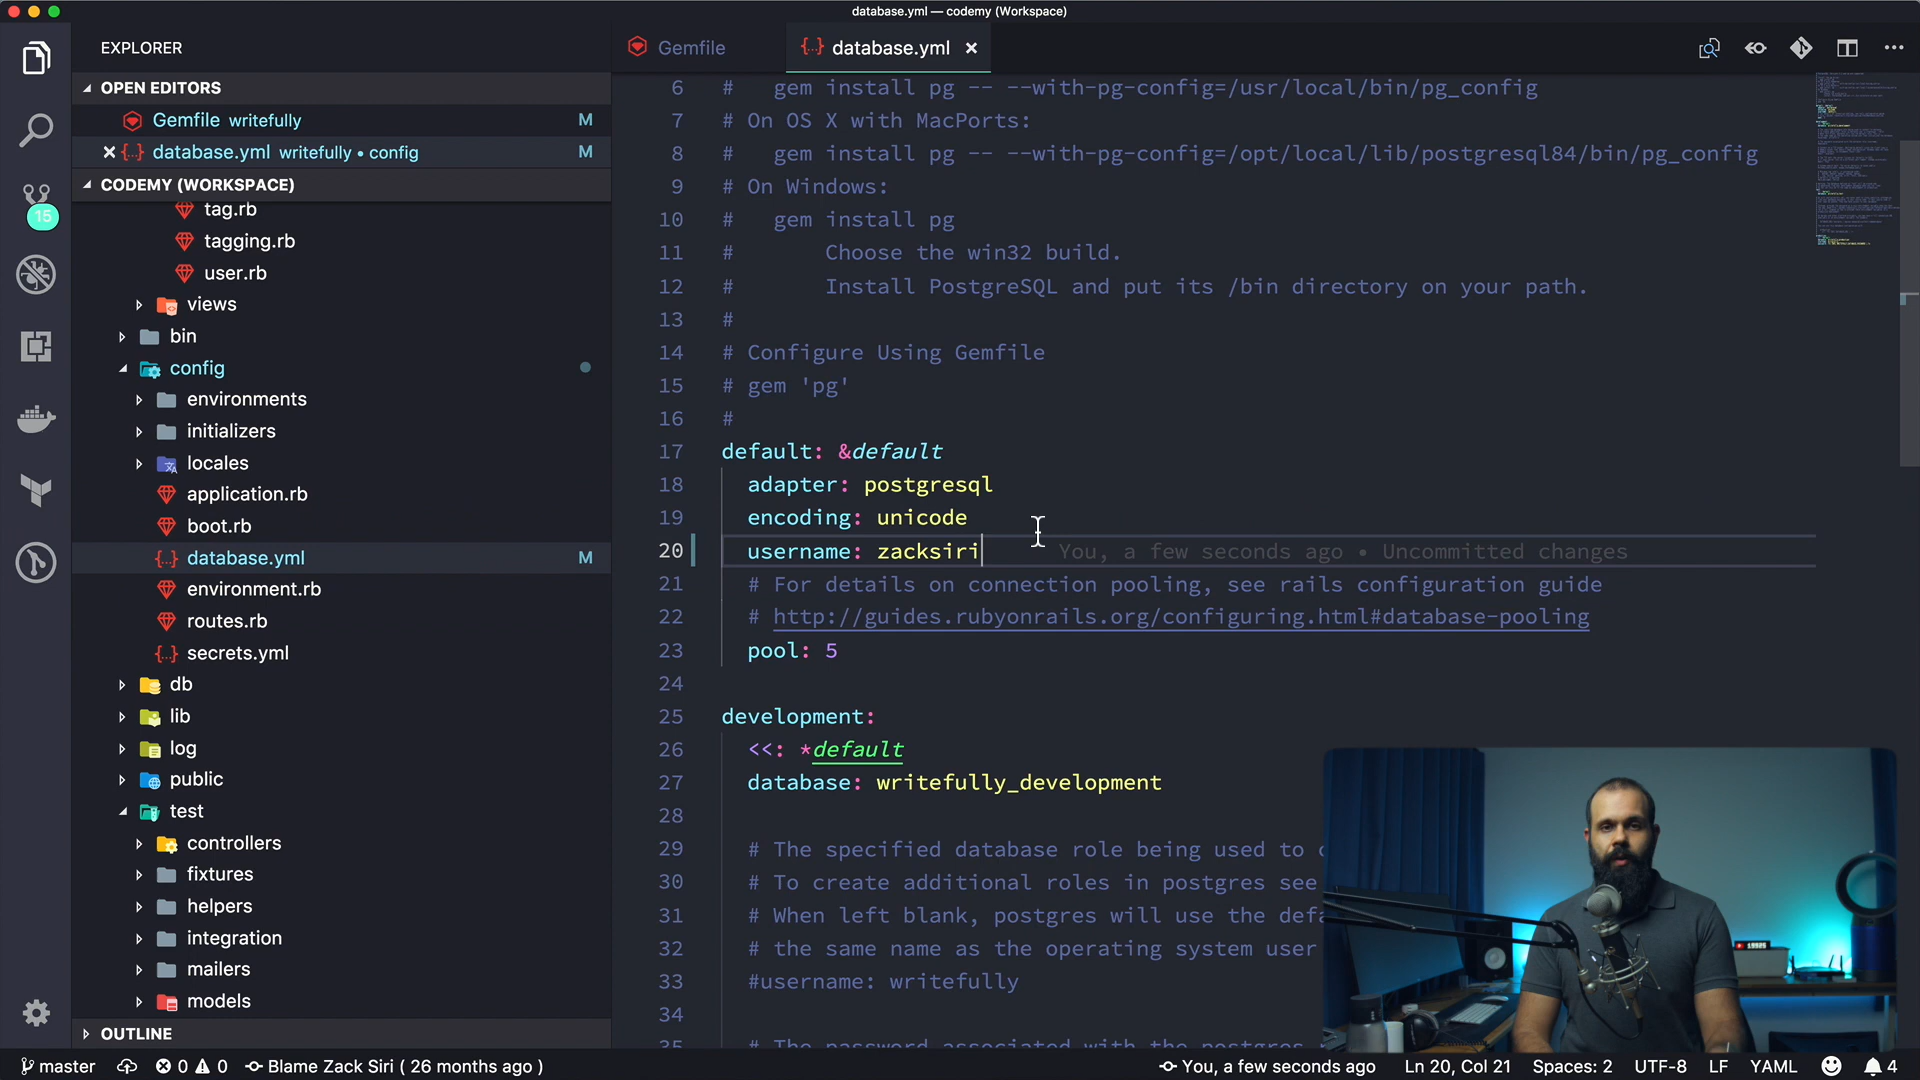 database.yml — codemy (Workspace)
EXPLORER
OPEN EDITORS
Gemfile writefully M
database.yml writefully • config M
CODEMY (WORKSPACE)
tag.rb
tagging.rb
user.rb
views
bin
config
environments
initializers
locales
application.rb
boot.rb
database.yml M
environment.rb
routes.rb
secrets.yml
db
lib
log
public
test
controllers
fixtures
helpers
integration
mailers
models
OUTLINE
15
Gemfile
database.yml
6 #   gem install pg -- --with-pg-config=/usr/local/bin/pg_config
7 # On OS X with MacPorts:
8 #   gem install pg -- --with-pg-config=/opt/local/lib/postgresql84/bin/pg_config
9 # On Windows:
10 #   gem install pg
11 #       Choose the win32 build.
12 #       Install PostgreSQL and put its /bin directory on your path.
13 #
14 # Configure Using Gemfile
15 # gem 'pg'
16 #
17 default: &default
18   adapter: postgresql
19   encoding: unicode
20   username: zacksiri You, a few seconds ago • Uncommitted changes
21   # For details on connection pooling, see rails configuration guide
22   # http://guides.rubyonrails.org/configuring.html#database-pooling
23   pool: 5
24
25 development:
26   <<: *default
27   database: writefully_development
28
29   # The specified database role being used to
30   # To create additional roles in postgres see
31   # When left blank, postgres will use the
32   # the same name as the operating system user
33   #username: writefully
34
35   # The password associated with the postgres
master 0 0 Blame Zack Siri ( 26 months ago ) You, a few seconds ago Ln 20, Col 21 Spaces: 2 UTF-8 LF YAML 4